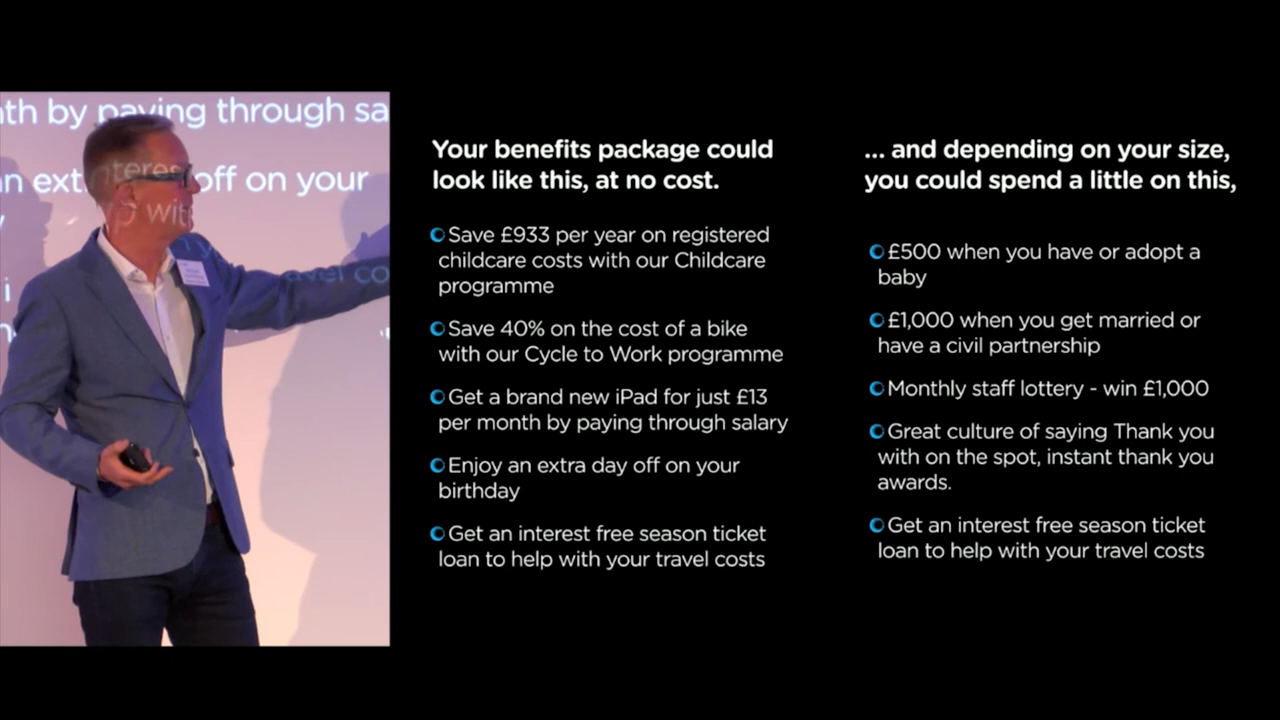 nth by paying through sa
an ext
interes
off on your
p wit
avel co
Your benefits package could
look like this, at no cost.
Save £933 per year on registered
childcare costs with our Childcare
programme
Save 40% on the cost of a bike
with our Cycle to Work programme
Get a brand new iPad for just £13
per month by paying through salary
Enjoy an extra day off on your
birthday
Get an interest free season ticket
loan to help with your travel costs
... and depending on your size,
you could spend a little on this,
£500 when you have or adopt a
baby
£1,000 when you get married or
have a civil partnership
Monthly staff lottery - win £1,000
Great culture of saying Thank you
with on the spot, instant thank you
awards.
Get an interest free season ticket
loan to help with your travel costs